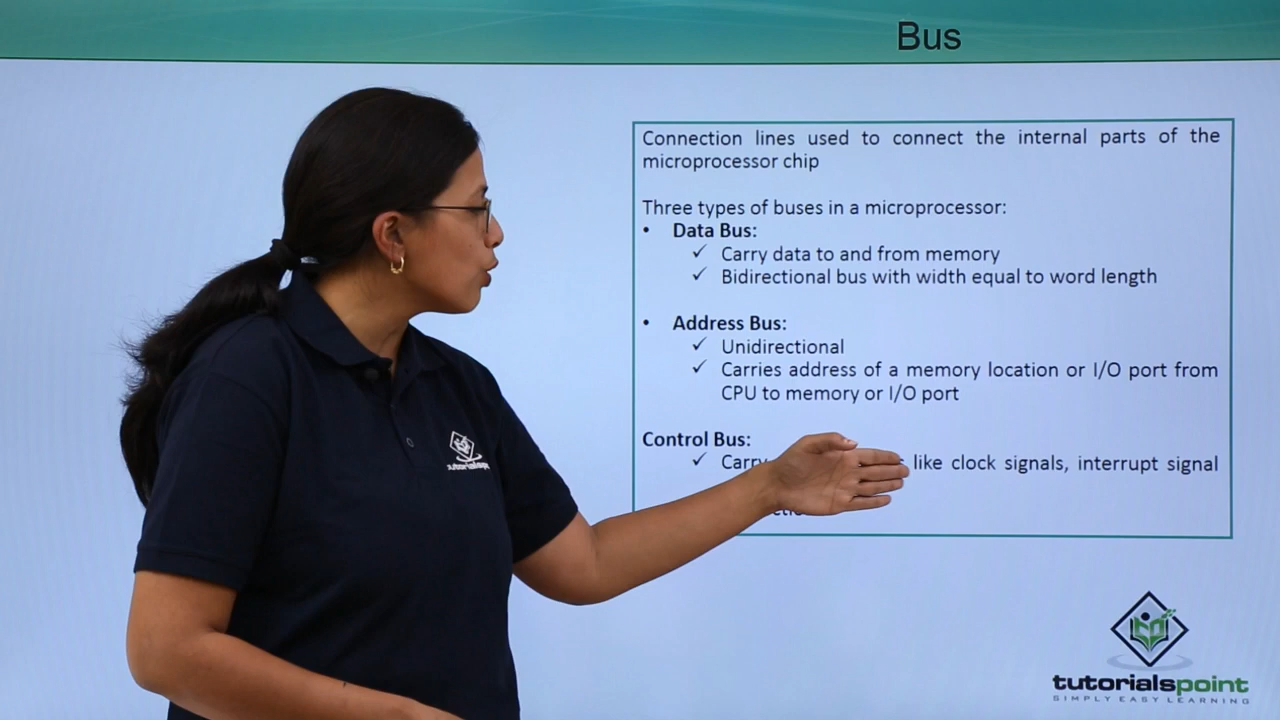 Bus
Connection lines used to connect the internal parts of the
microprocessor chip
Three types of buses in a microprocessor:
• Data Bus:
✓ Carry data to and from memory
✓ Bidirectional bus with width equal to word length
• Address Bus:
✓ Unidirectional
✓ Carries address of a memory location or I/O port from
CPU to memory or I/O port
Control Bus:
✓ Carry like clock signals, interrupt signal
tutorialspoint
SIMPLY EASY LEARNING